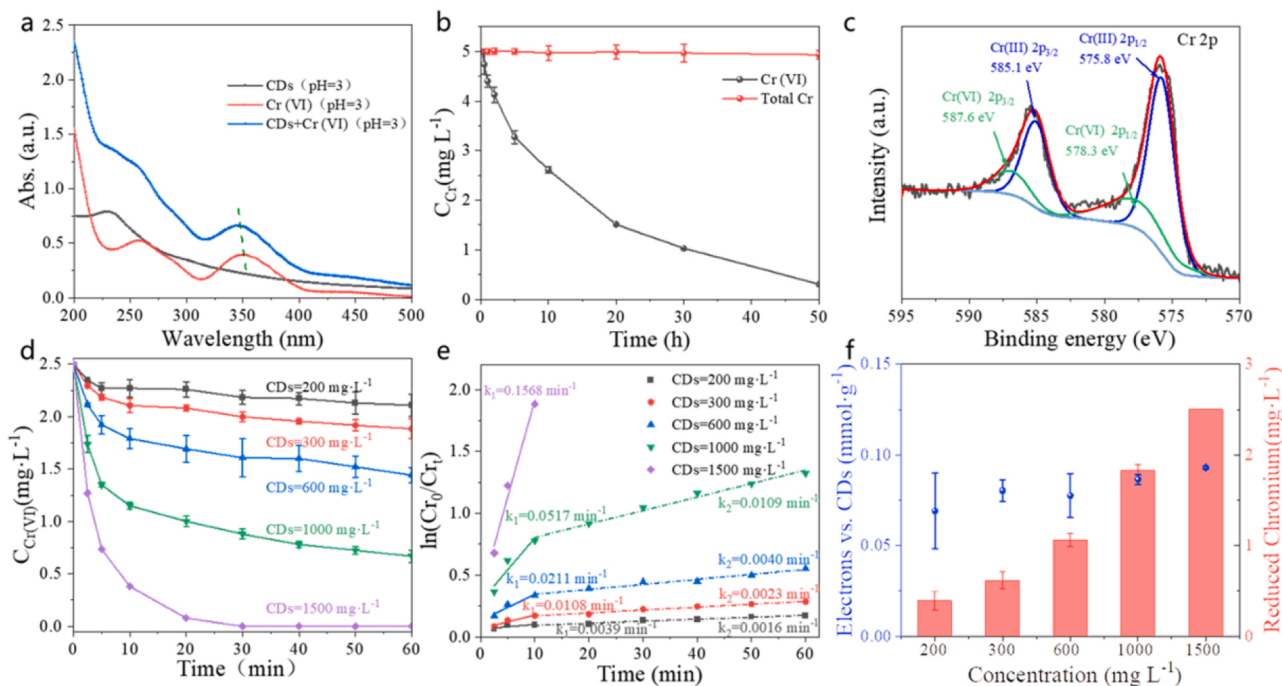 a
2.5
2.0
1.5
1.0
0.5
0.0
200 250 300 350 400 450 500
Abs. (a.u.)
Wavelength (nm)
CDs（pH=3）
Cr (VI)（pH=3）
CDs+Cr (VI)（pH=3）
b
6
5
4
3
2
1
0
0 10 20 30 40 50
C_Cr(mg L⁻¹)
Time (h)
Cr (VI)
Total Cr
c
Cr 2p
Cr(III) 2p3/2
585.1 eV
Cr(III) 2p1/2
575.8 eV
Cr(VI) 2p3/2
587.6 eV
Cr(VI) 2p1/2
578.3 eV
Intensity (a.u.)
595 590 585 580 575 570
Binding energy (eV)
d
2.5
2.0
1.5
1.0
0.5
0.0
0 10 20 30 40 50 60
C_Cr(VI)(mg·L⁻¹)
Time（min）
CDs=200 mg·L⁻¹
CDs=300 mg·L⁻¹
CDs=600 mg·L⁻¹
CDs=1000 mg·L⁻¹
CDs=1500 mg·L⁻¹
e
2.0
1.5
1.0
0.5
0.0
0 10 20 30 40 50 60
ln(Cr₀/Crₜ)
Time (min)
k₁=0.1568 min⁻¹
CDs=200 mg·L⁻¹
CDs=300 mg·L⁻¹
CDs=600 mg·L⁻¹
CDs=1000 mg·L⁻¹
CDs=1500 mg·L⁻¹
k₁=0.0517 min⁻¹
k₂=0.0109 min⁻¹
k₁=0.0211 min⁻¹
k₂=0.0040 min⁻¹
k₁=0.0108 min⁻¹
k₂=0.0023 min⁻¹
k₁=0.0039 min⁻¹
k₂=0.0016 min⁻¹
f
0.15
0.10
0.05
0.00
Electrons vs. CDs (mmol·g⁻¹)
3
2
1
0
Reduced Chromium(mg·L⁻¹)
200 300 600 1000 1500
Concentration (mg L⁻¹)